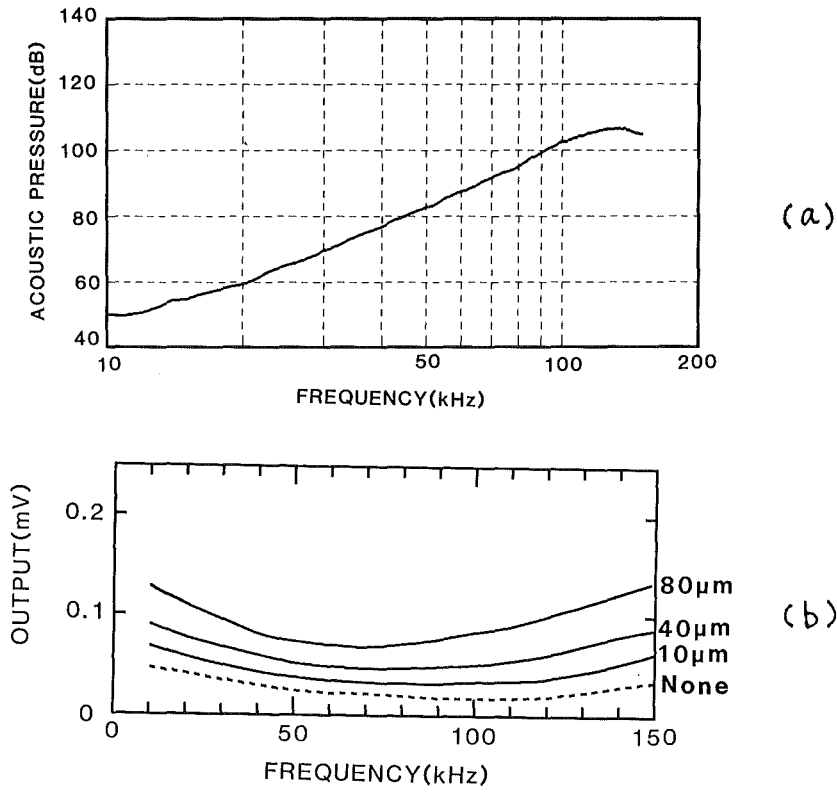 140
120
100
80
60
40
ACOUSTIC PRESSURE(dB)
10
50
100
200
FREQUENCY(kHz)
(a)
0.2
0.1
0
OUTPUT(mV)
80μm
40μm
10μm
None
0
50
100
150
FREQUENCY(kHz)
(b)